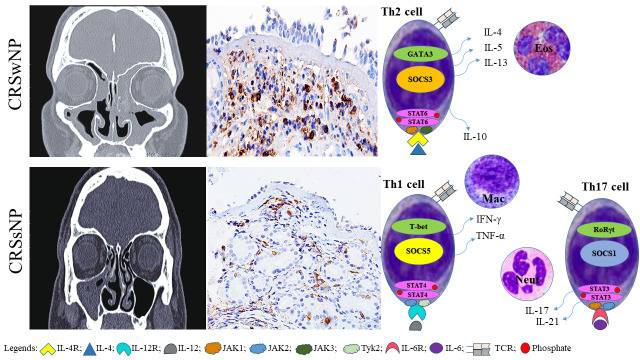 CRSwNP
Th2 cell
GATA3
SOCS3
STAT6
STAT6
IL-4
IL-5
IL-13
Eos
IL-10
CRSsNP
Th1 cell
T-bet
SOCS5
STAT4
STAT4
Mac
IFN-γ
TNF-α
Th17 cell
RoRγt
SOCS1
STAT3
STAT3
Neu
IL-17
IL-21
Legends: IL-4R; IL-4; IL-12R; IL-12; JAK1; JAK2; JAK3; Tyk2; IL-6R; IL-6; TCR; Phosphate